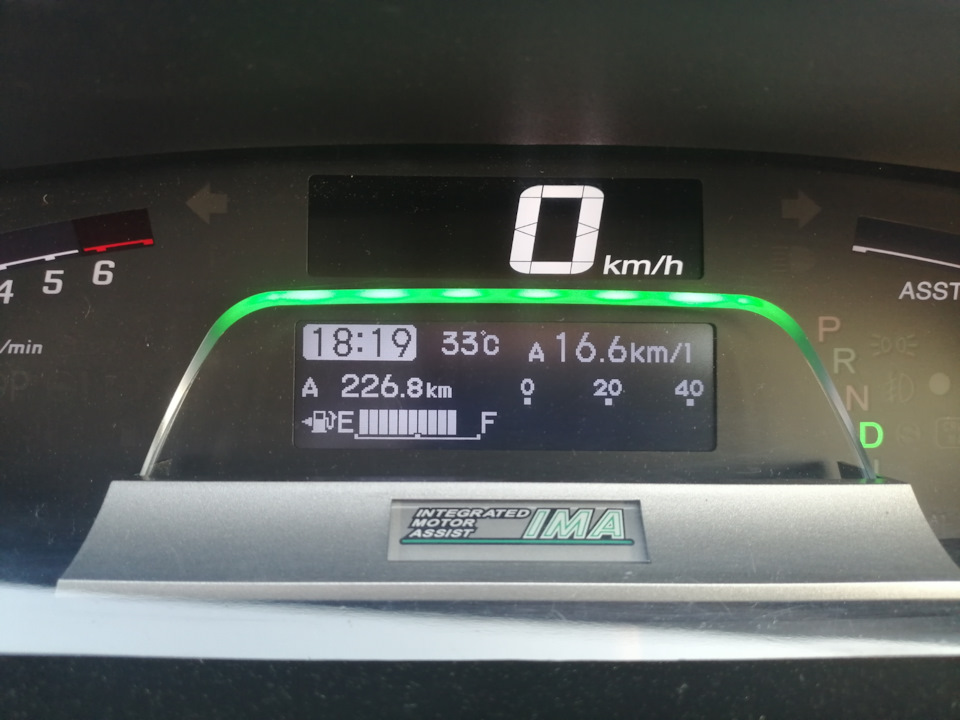 0 km/h
4 5 6
/min
ASST
18:19 33°C A 16.6km/l
A 226.8km 0 20 40
E F
P
R
N
D
INTEGRATED
MOTOR
ASSIST
IMA